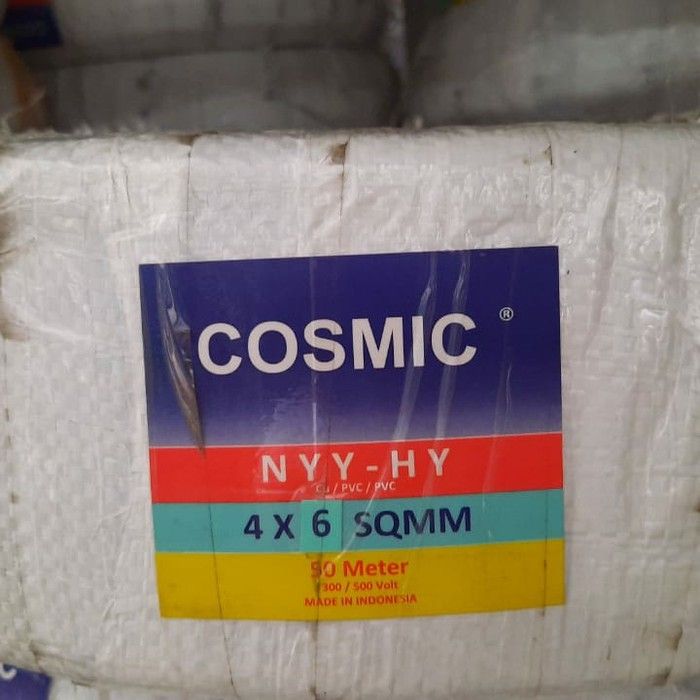 COSMIC ®
NYY-HY
CU / PVC / PVC
4 X 6 SQMM
50 Meter
300 / 500 Volt
MADE IN INDONESIA